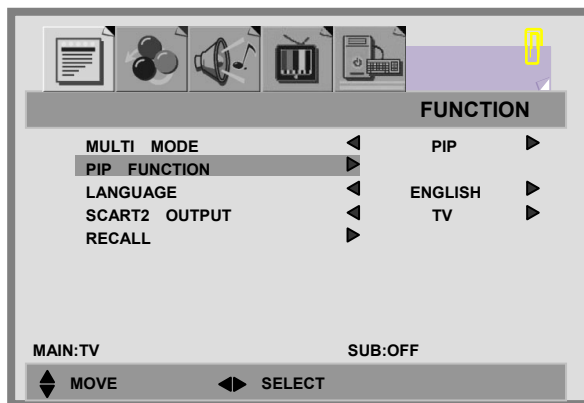 FUNCTION
MULTI MODE PIP
PIP FUNCTION
LANGUAGE ENGLISH
SCART2 OUTPUT TV
RECALL
MAIN:TV SUB:OFF
MOVE SELECT